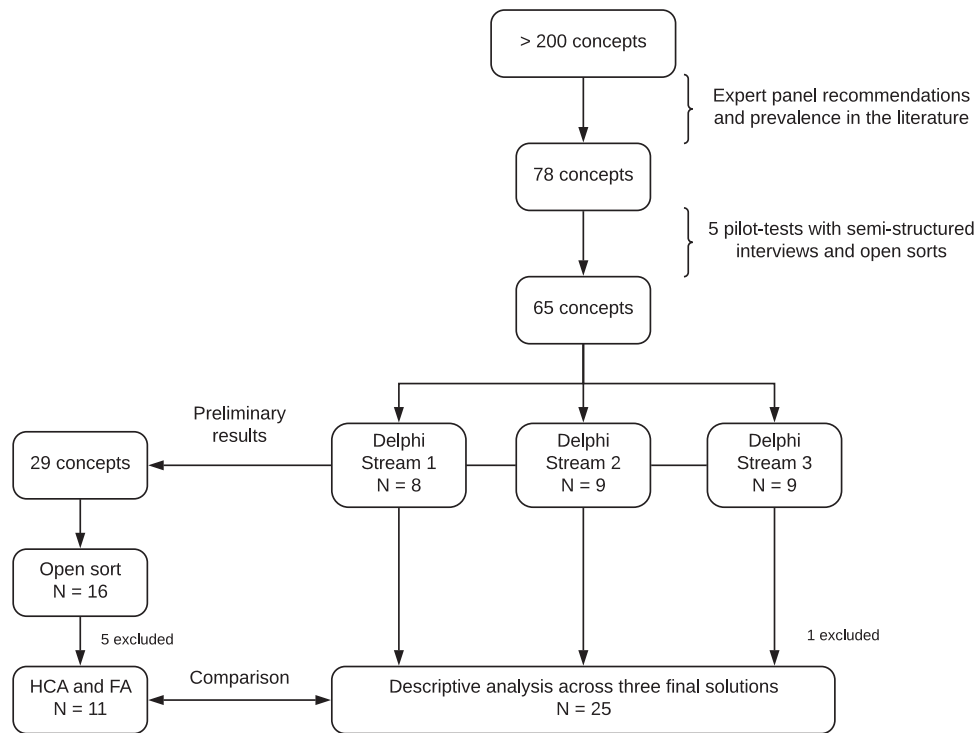 > 200 concepts
Expert panel recommendations
and prevalence in the literature
78 concepts
5 pilot-tests with semi-structured
interviews and open sorts
65 concepts
Preliminary
results
29 concepts
Delphi
Stream 1
N = 8
Delphi
Stream 2
N = 9
Delphi
Stream 3
N = 9
Open sort
N = 16
5 excluded
1 excluded
HCA and FA
N = 11
Comparison
Descriptive analysis across three final solutions
N = 25